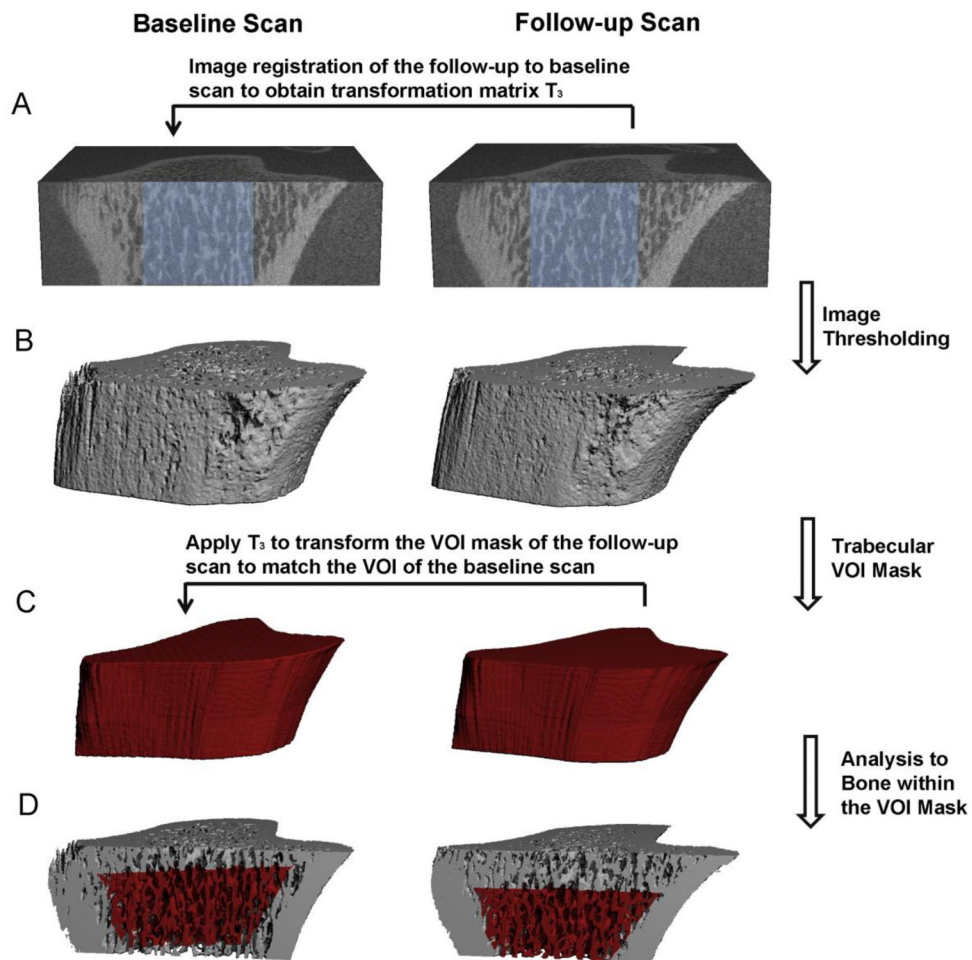 Baseline Scan
Follow-up Scan
Image registration of the follow-up to baseline
scan to obtain transformation matrix T₃
A
Image
Thresholding
B
Apply T₃ to transform the VOI mask of the follow-up
scan to match the VOI of the baseline scan
Trabecular
VOI Mask
C
Analysis to
Bone within
the VOI Mask
D